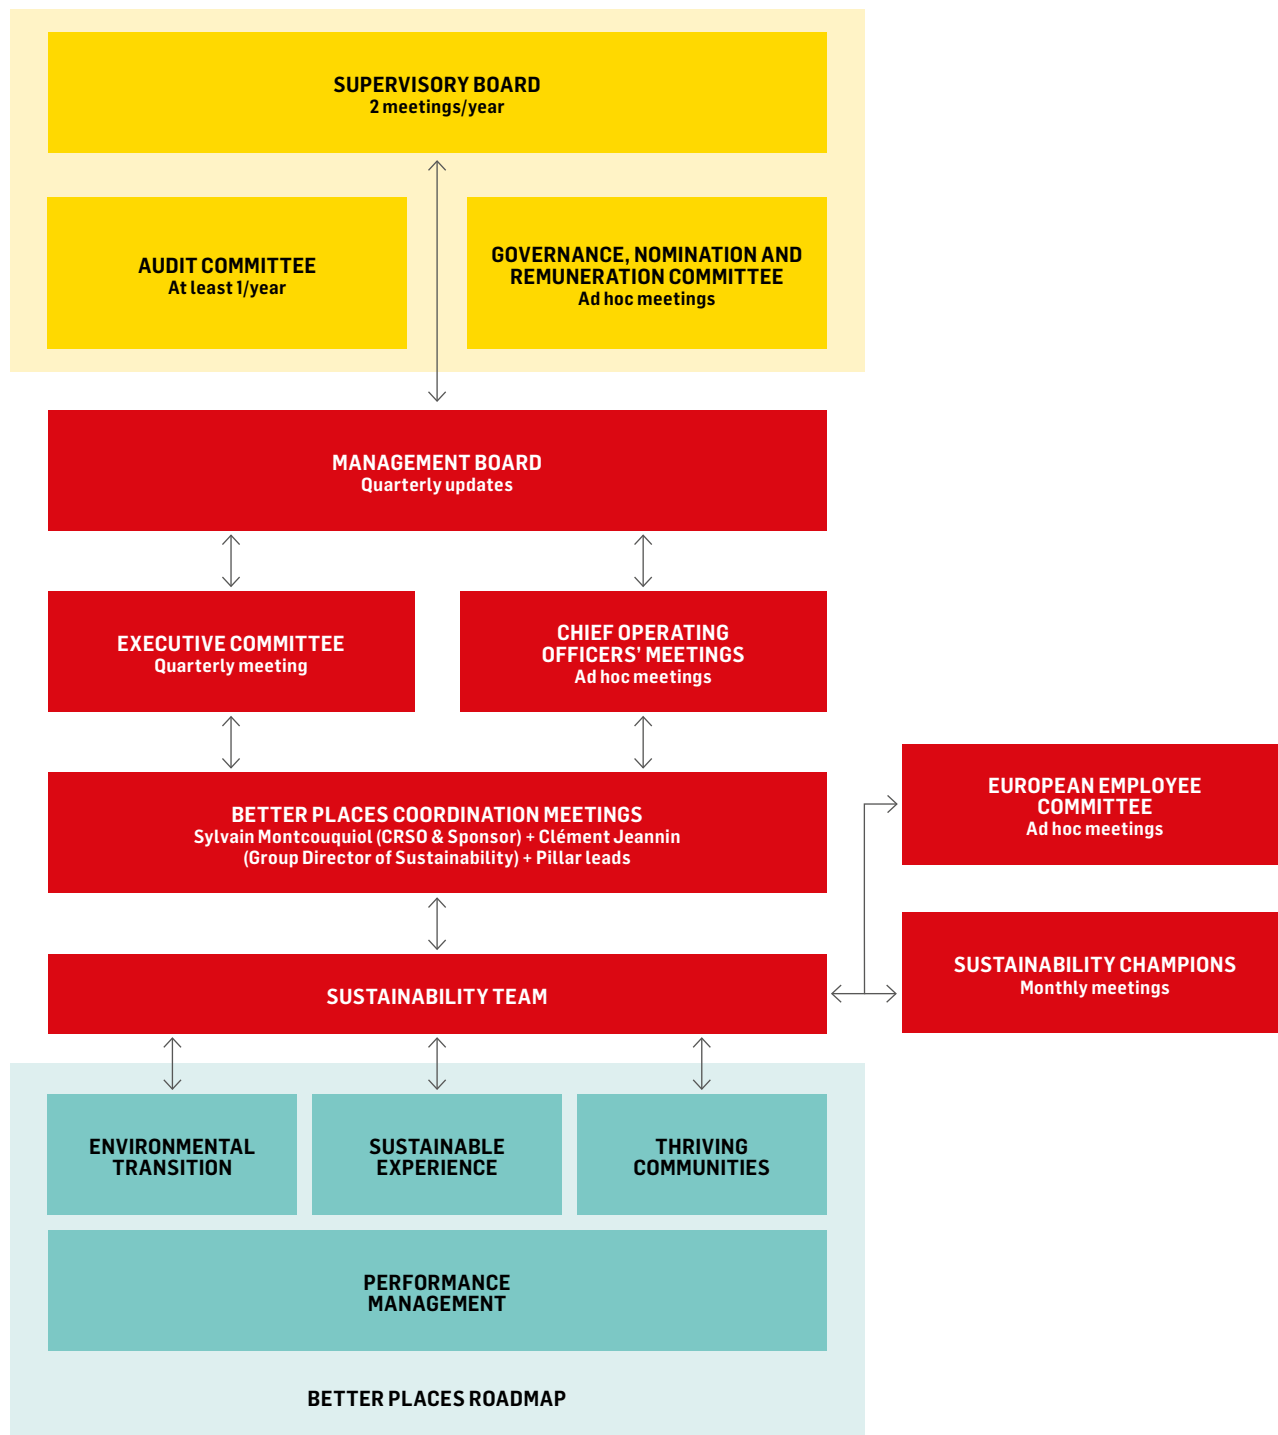 SUPERVISORY BOARD
2 meetings/year
AUDIT COMMITTEE
At least 1/year
GOVERNANCE, NOMINATION AND
REMUNERATION COMMITTEE
Ad hoc meetings
MANAGEMENT BOARD
Quarterly updates
EXECUTIVE COMMITTEE
Quarterly meeting
CHIEF OPERATING
OFFICERS’ MEETINGS
Ad hoc meetings
BETTER PLACES COORDINATION MEETINGS
Sylvain Montcouquiol (CRSO & Sponsor) + Clément Jeannin
(Group Director of Sustainability) + Pillar leads
EUROPEAN EMPLOYEE
COMMITTEE
Ad hoc meetings
SUSTAINABILITY CHAMPIONS
Monthly meetings
SUSTAINABILITY TEAM
ENVIRONMENTAL
TRANSITION
SUSTAINABLE
EXPERIENCE
THRIVING
COMMUNITIES
PERFORMANCE
MANAGEMENT
BETTER PLACES ROADMAP